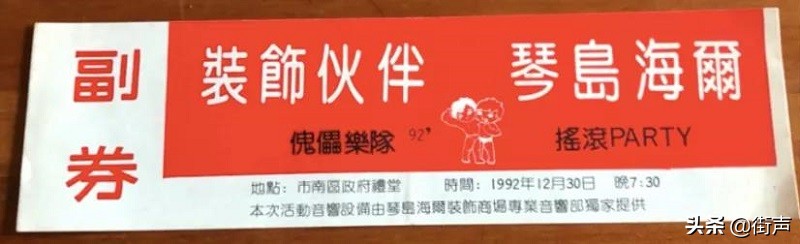 副券
裝飾伙伴 琴島海爾
傀儡樂隊 92' 搖滾PARTY
地點：市南區政府禮堂 時間：1992年12月30日 晚7:30
本次活動音響設備由琴島海爾裝飾商場專業音響部獨家提供
头条 @街声